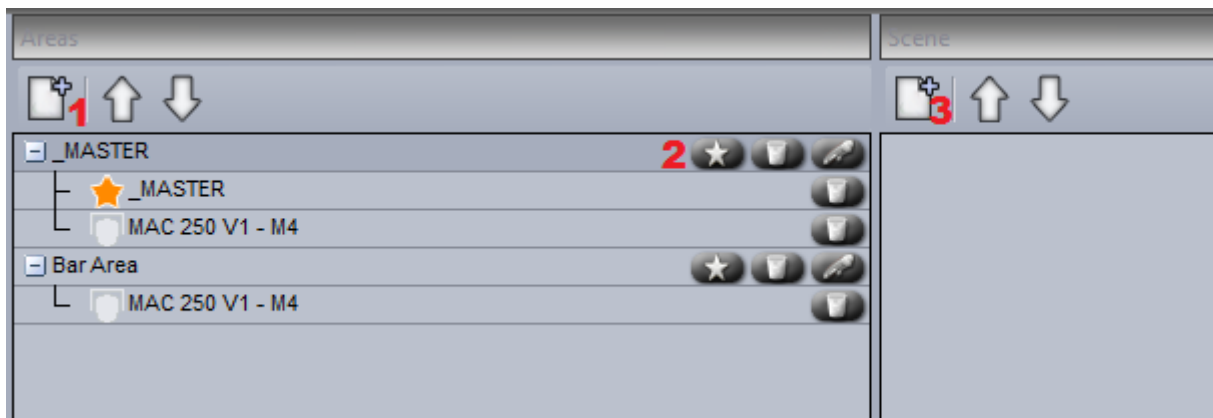 Areas
Scene
1
3
_MASTER
2
_MASTER
MAC 250 V1 - M4
Bar Area
MAC 250 V1 - M4